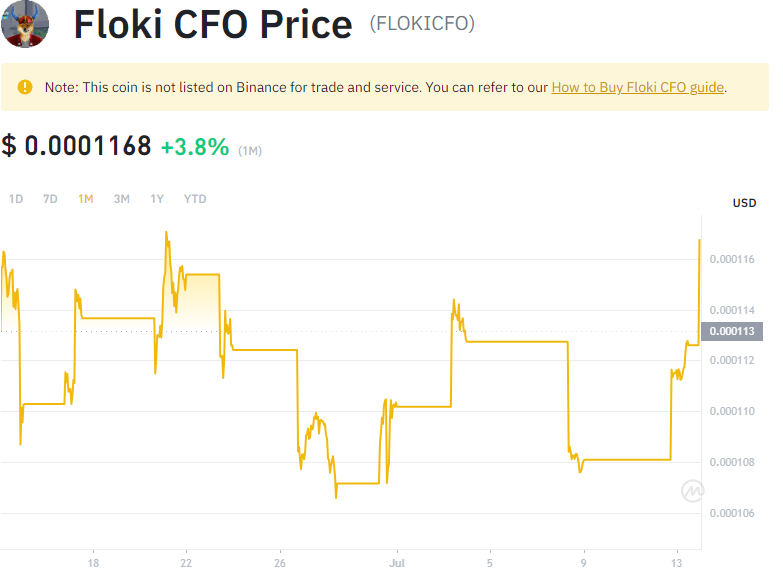 Floki CFO Price (FLOKICFO)
Note: This coin is not listed on Binance for trade and service. You can refer to our How to Buy Floki CFO guide.
$ 0.0001168 +3.8% (1M)
1D 7D 1M 3M 1Y YTD
USD
0.000116
0.000114
0.000113
0.000112
0.000110
0.000108
0.000106
18 22 26 Jul 5 9 13